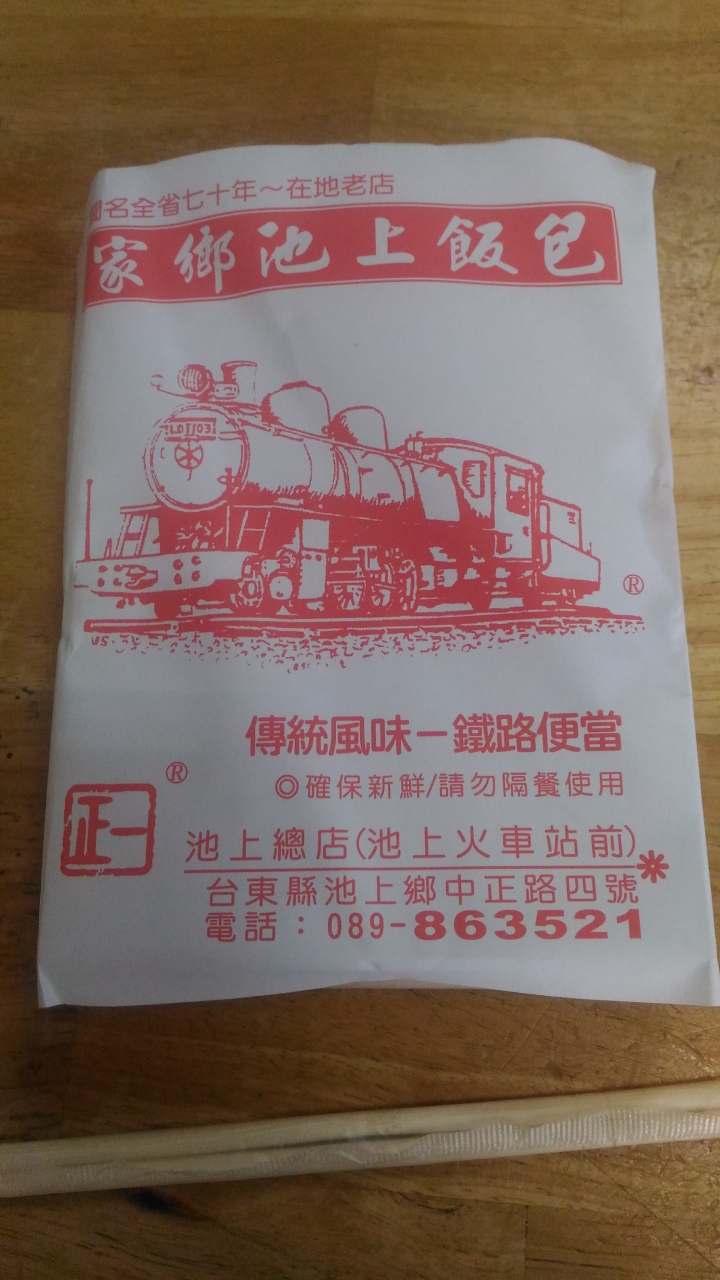 名全省七十年～在地老店
家鄉池上飯包
®
傳統風味－鐵路便當
®
◎確保新鮮/請勿隔餐使用
正一
池上總店(池上火車站前)
台東縣池上鄉中正路四號
電話：089-863521